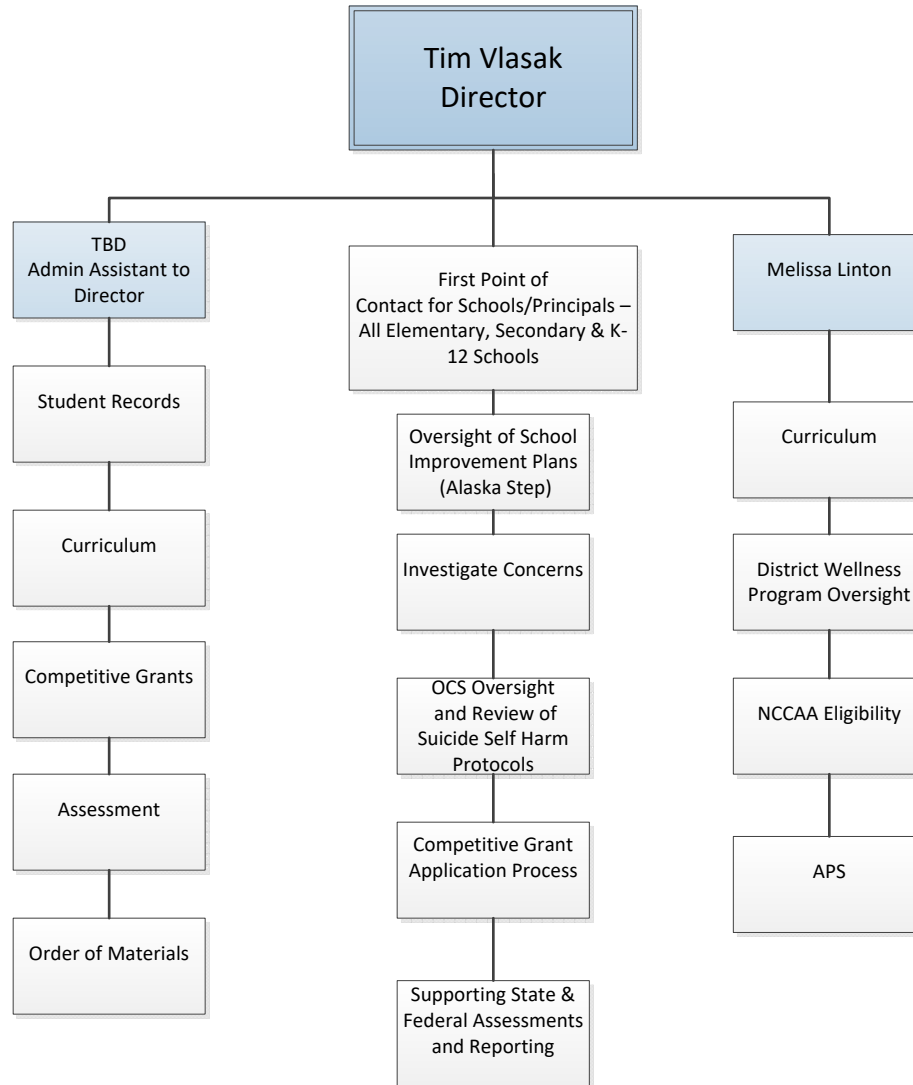 Tim Vlasak
Director
TBD
Admin Assistant to
Director
Student Records
Curriculum
Competitive Grants
Assessment
Order of Materials
First Point of
Contact for Schools/Principals –
All Elementary, Secondary & K-
12 Schools
Oversight of School
Improvement Plans
(Alaska Step)
Investigate Concerns
OCS Oversight
and Review of
Suicide Self Harm
Protocols
Competitive Grant
Application Process
Supporting State &
Federal Assessments
and Reporting
Melissa Linton
Curriculum
District Wellness
Program Oversight
NCCAA Eligibility
APS